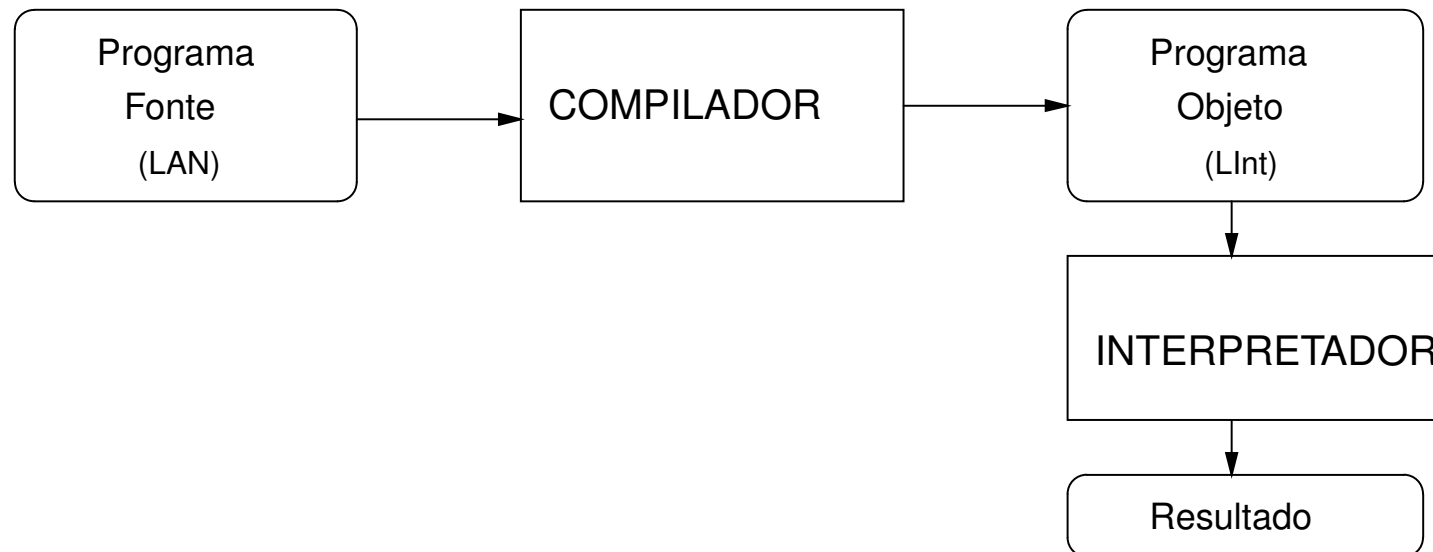 Programa
Fonte
(LAN)
COMPILADOR
Programa
Objeto
(LInt)
INTERPRETADOR
Resultado